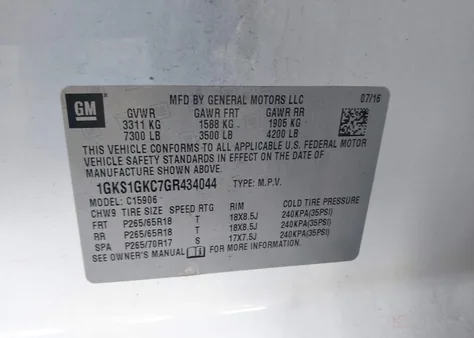 GM
MFD BY GENERAL MOTORS LLC 07/16
GVWR GAWR FRT GAWR RR
3311 KG 1588 KG 1905 KG
7300 LB 3500 LB 4200 LB
THIS VEHICLE CONFORMS TO ALL APPLICABLE U.S. FEDERAL MOTOR
VEHICLE SAFETY STANDARDS IN EFFECT ON THE DATE OF
MANUFACTURE SHOWN ABOVE.
1GKS1GKC7GR434044 TYPE: M.P.V.
MODEL: C15906
CHW9 TIRE SIZE SPEED RTG RIM COLD TIRE PRESSURE
FRT P265/65R18 T 18X8.5J 240KPA(35PSI)
RR P265/65R18 T 18X8.5J 240KPA(35PSI)
SPA P265/70R17 S 17X7.5J 240KPA(35PSI)
SEE OWNER'S MANUAL FOR MORE INFORMATION